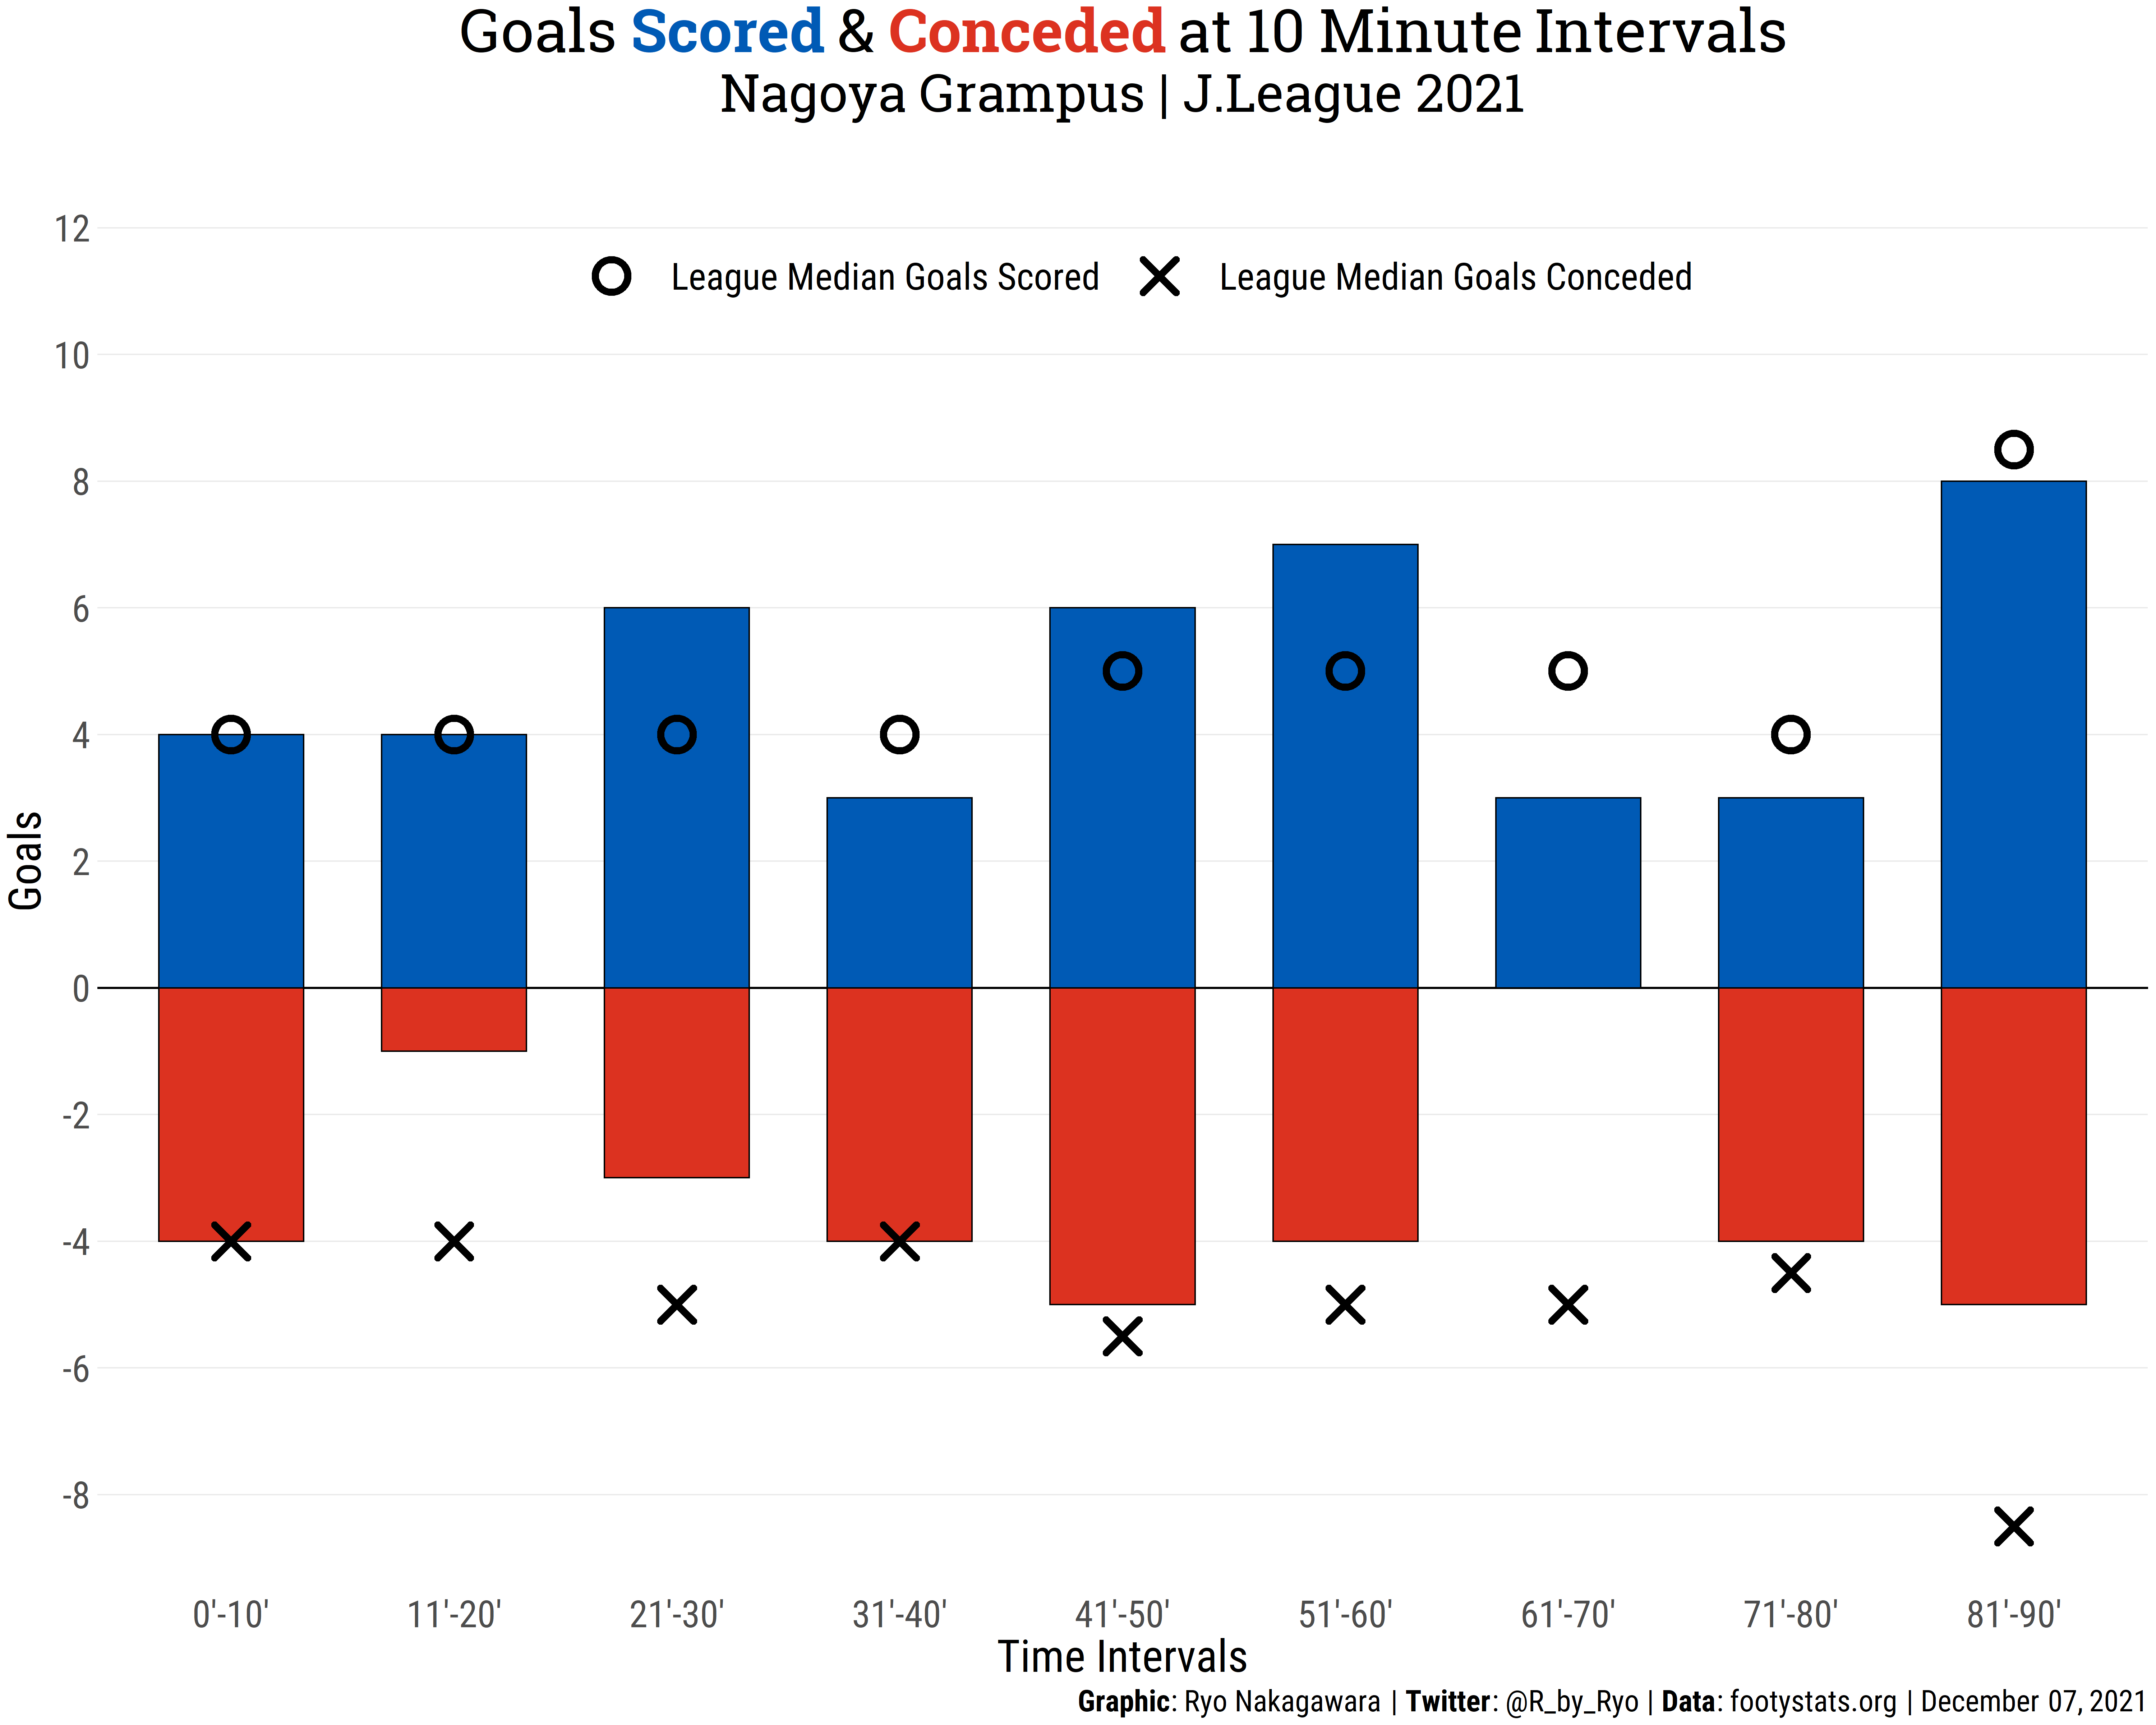 Goals Scored & Conceded at 10 Minute Intervals
Nagoya Grampus | J.League 2021
League Median Goals Scored
League Median Goals Conceded
12
10
8
6
4
2
0
-2
-4
-6
-8
Goals
0'-10'
11'-20'
21'-30'
31'-40'
41'-50'
51'-60'
61'-70'
71'-80'
81'-90'
Time Intervals
Graphic: Ryo Nakagawara | Twitter: @R_by_Ryo | Data: footystats.org | December 07, 2021